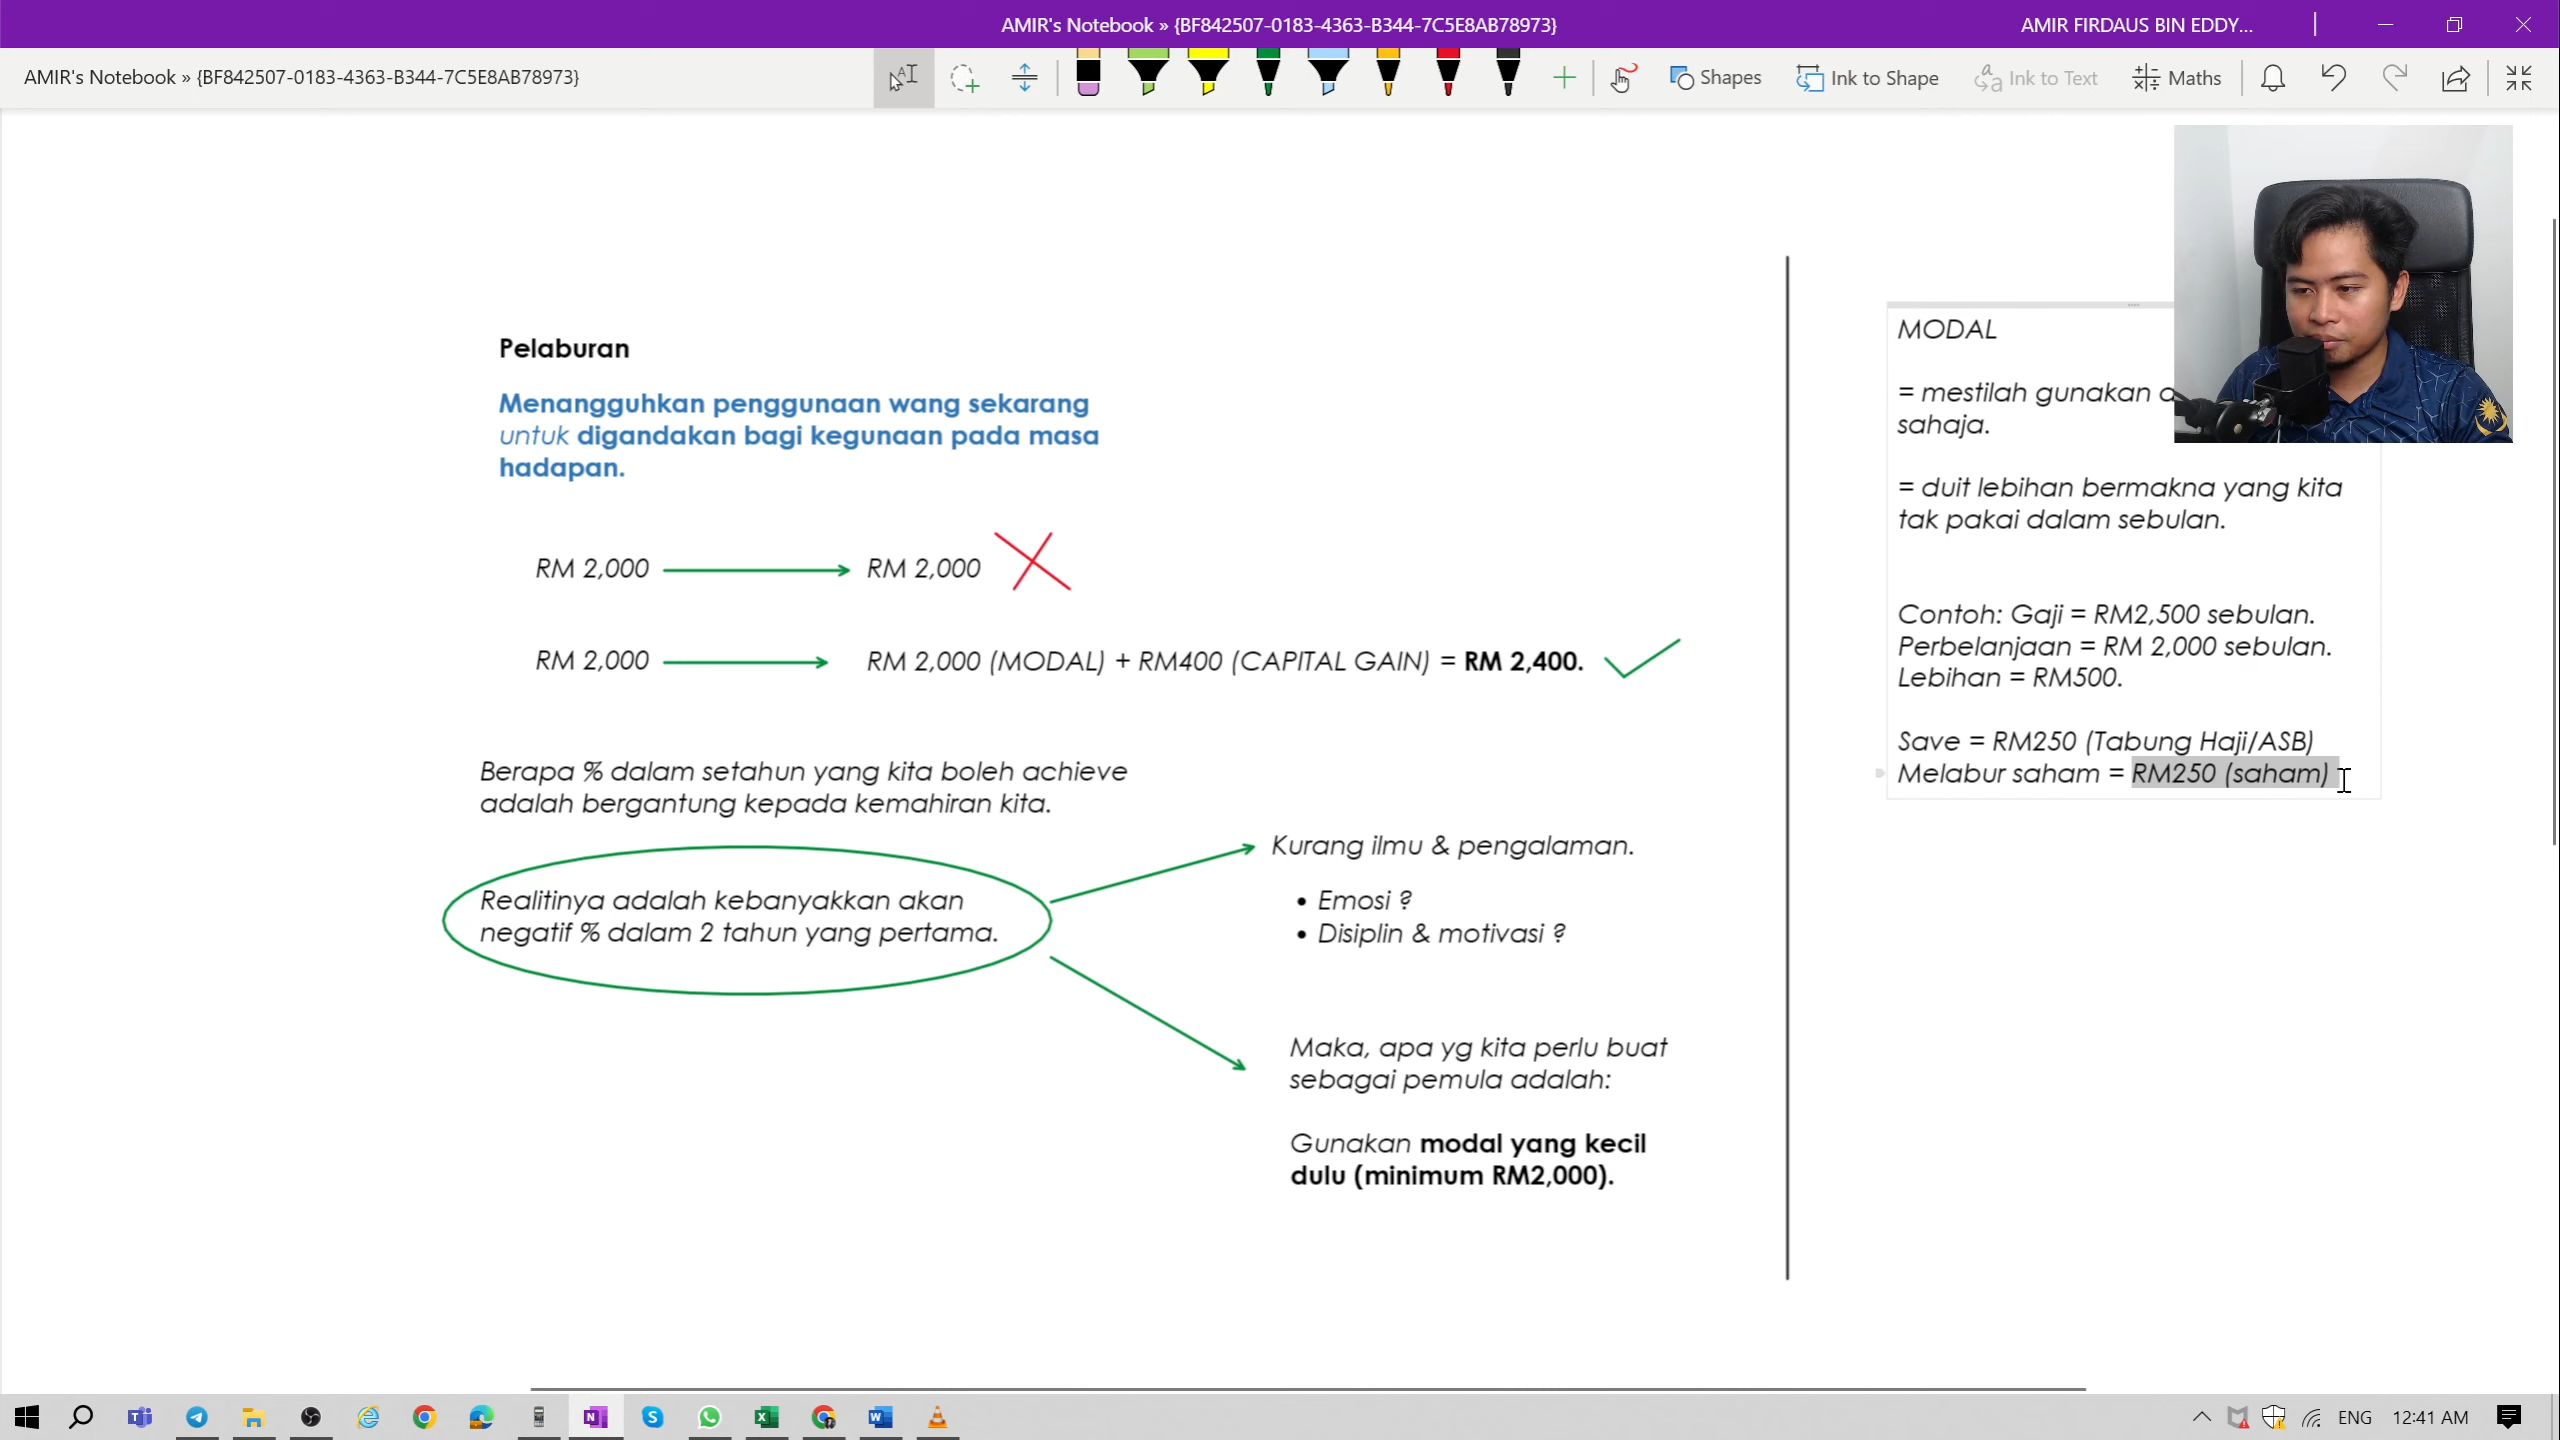 AMIR's Notebook » {BF842507-0183-4363-B344-7C5E8AB78973}
AMIR FIRDAUS BIN EDDY...
AMIR's Notebook » {BF842507-0183-4363-B344-7C5E8AB78973}
Shapes
Ink to Shape
Ink to Text
Maths
Pelaburan
Menangguhkan penggunaan wang sekarang
untuk digandakan bagi kegunaan pada masa
hadapan.
RM 2,000
RM 2,000
RM 2,000
RM 2,000 (MODAL) + RM400 (CAPITAL GAIN) = RM 2,400.
Berapa % dalam setahun yang kita boleh achieve
adalah bergantung kepada kemahiran kita.
Realitinya adalah kebanyakkan akan
negatif % dalam 2 tahun yang pertama.
Kurang ilmu & pengalaman.
• Emosi ?
• Disiplin & motivasi ?
Maka, apa yg kita perlu buat
sebagai pemula adalah:
Gunakan modal yang kecil
dulu (minimum RM2,000).
MODAL
= mestilah gunakan
sahaja.
= duit lebihan bermakna yang kita
tak pakai dalam sebulan.
Contoh: Gaji = RM2,500 sebulan.
Perbelanjaan = RM 2,000 sebulan.
Lebihan = RM500.
Save = RM250 (Tabung Haji/ASB)
Melabur saham = RM250 (saham)
ENG
12:41 AM